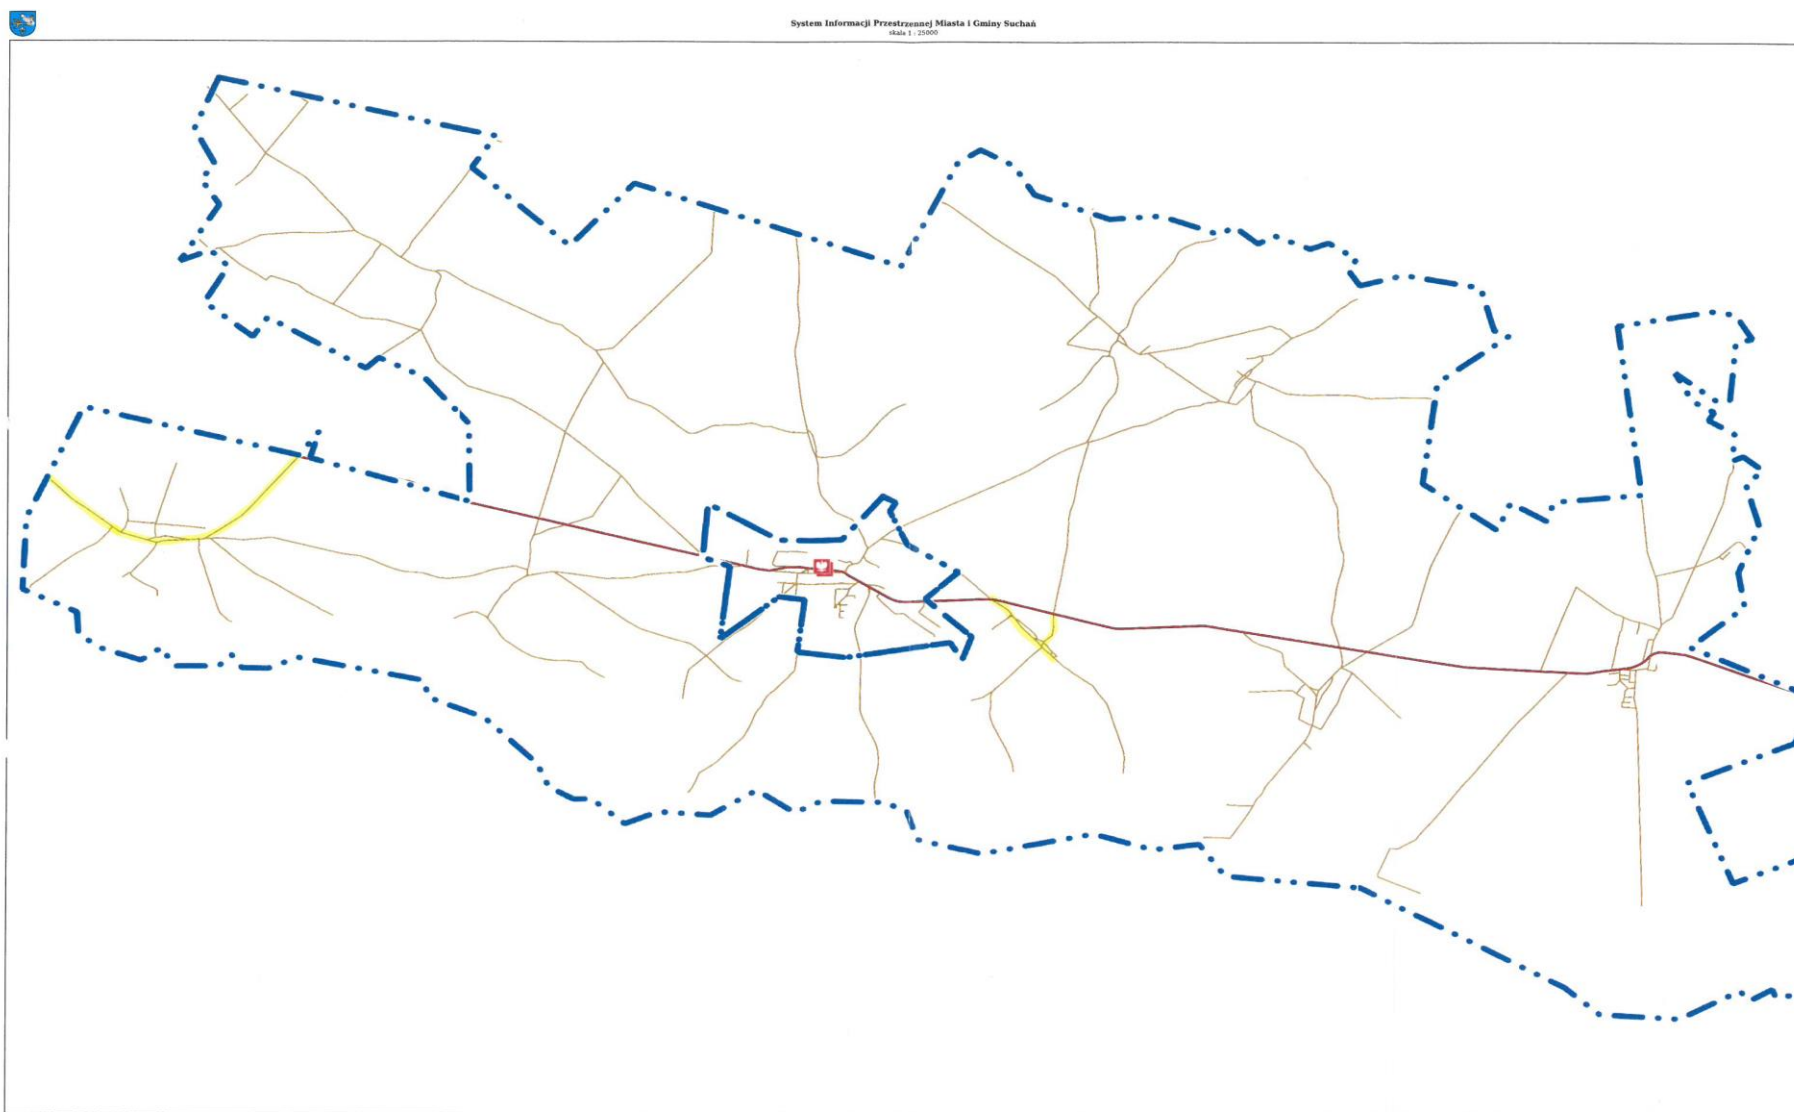 System Informacji Przestrzennej Miasta i Gminy Suchań
skala 1 : 25000